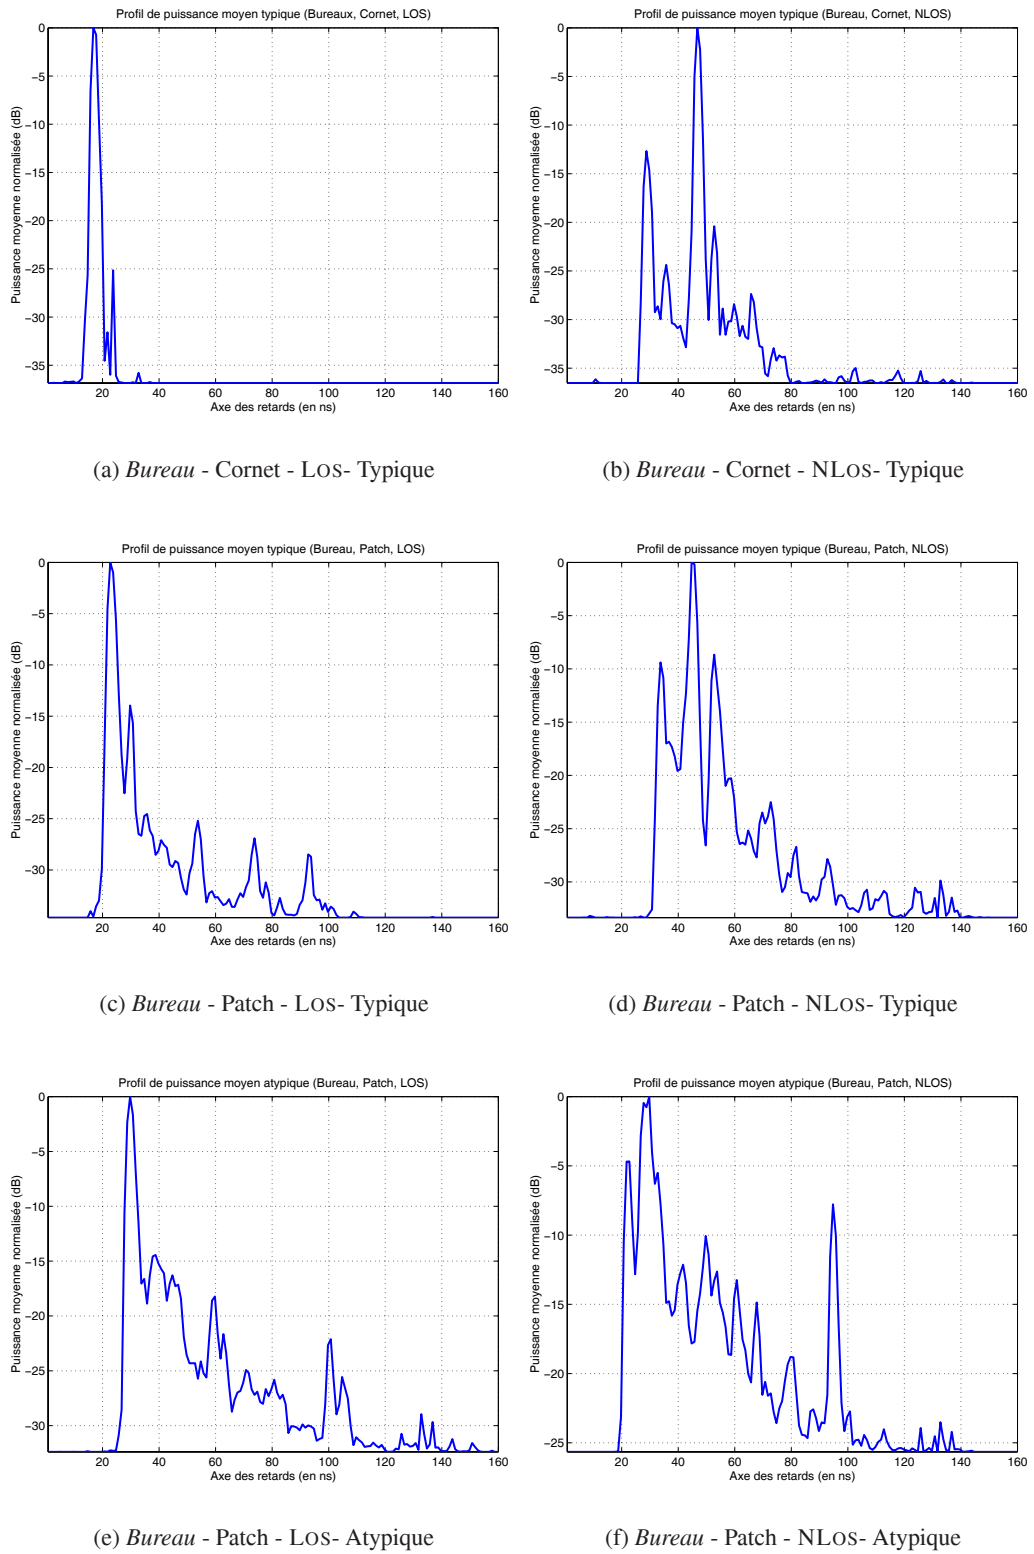 Profil de puissance moyen typique (Bureaux, Cornet, LOS)
Puissance moyenne normalisée (dB)
0
−5
−10
−15
−20
−25
−30
−35
20 40 60 80 100 120 140 160
Axe des retards (en ns)
(a) Bureau - Cornet - LOS- Typique
Profil de puissance moyen typique (Bureau, Cornet, NLOS)
Puissance moyenne normalisée (dB)
0
−5
−10
−15
−20
−25
−30
−35
20 40 60 80 100 120 140 160
Axe des retards (en ns)
(b) Bureau - Cornet - NLOS- Typique
Profil de puissance moyen typique (Bureau, Patch, LOS)
Puissance moyenne normalisée (dB)
0
−5
−10
−15
−20
−25
−30
20 40 60 80 100 120 140 160
Axe des retards (en ns)
(c) Bureau - Patch - LOS- Typique
Profil de puissance moyen typique (Bureau, Patch, NLOS)
Puissance moyenne normalisée (dB)
0
−5
−10
−15
−20
−25
−30
20 40 60 80 100 120 140 160
Axe des retards (en ns)
(d) Bureau - Patch - NLOS- Typique
Profil de puissance moyen atypique (Bureau, Patch, LOS)
Puissance moyenne normalisée (dB)
0
−5
−10
−15
−20
−25
−30
20 40 60 80 100 120 140 160
Axe des retards (en ns)
(e) Bureau - Patch - LOS- Atypique
Profil de puissance moyen atypique (Bureau, Patch, NLOS)
Puissance moyenne normalisée (dB)
0
−5
−10
−15
−20
−25
20 40 60 80 100 120 140 160
Axe des retards (en ns)
(f) Bureau - Patch - NLOS- Atypique